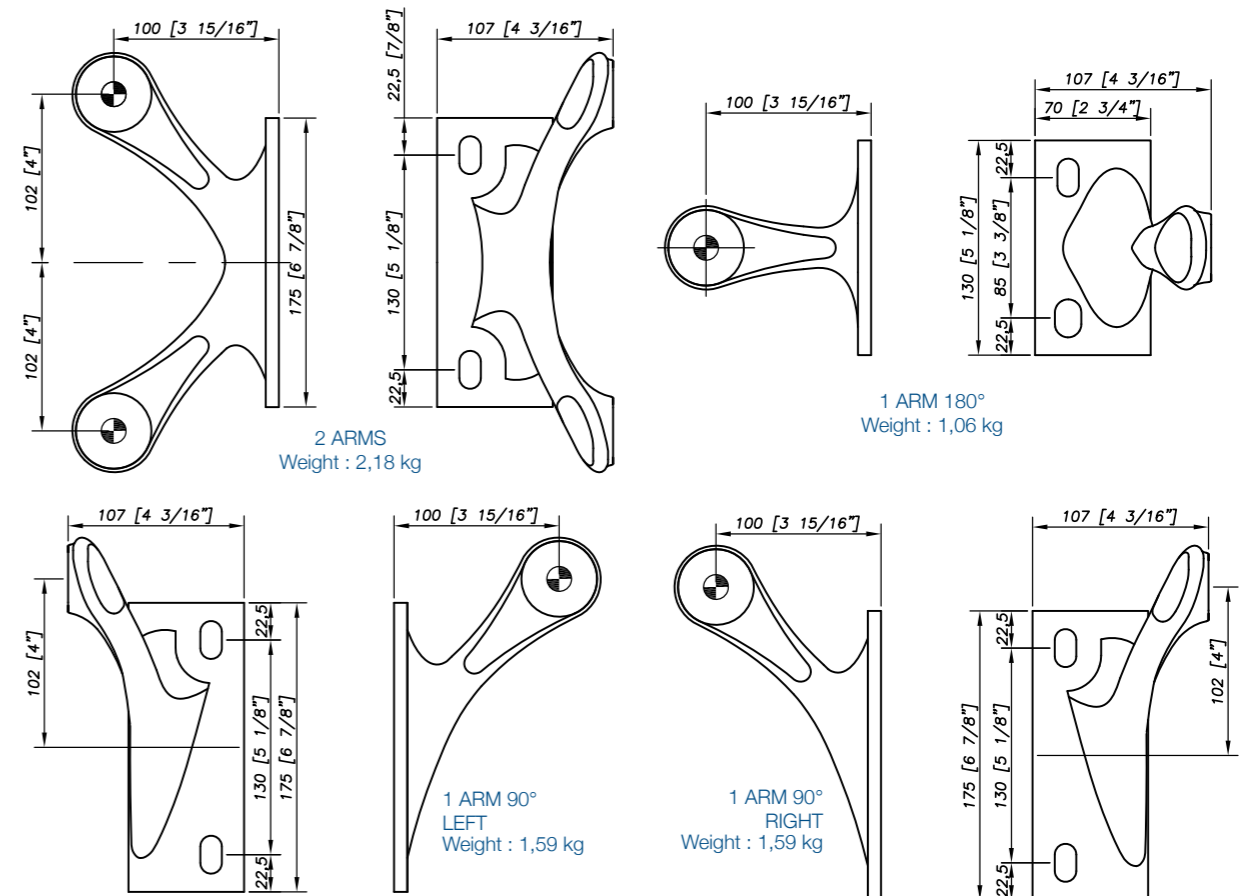 100 [3 15/16"]
102 [4"]
102 [4"]
175 [6 7/8"]
22,5 [7/8"]
107 [4 3/16"]
130 [5 1/8"]
22,5
2 ARMS
Weight : 2,18 kg
100 [3 15/16"]
107 [4 3/16"]
70 [2 3/4"]
130 [5 1/8"]
22,5
85 [3 3/8"]
22,5
1 ARM 180°
Weight : 1,06 kg
107 [4 3/16"]
102 [4"]
22,5
130 [5 1/8"]
175 [6 7/8"]
22,5
100 [3 15/16"]
1 ARM 90°
LEFT
Weight : 1,59 kg
100 [3 15/16"]
1 ARM 90°
RIGHT
Weight : 1,59 kg
107 [4 3/16"]
22,5
102 [4"]
175 [6 7/8"]
130 [5 1/8"]
22,5